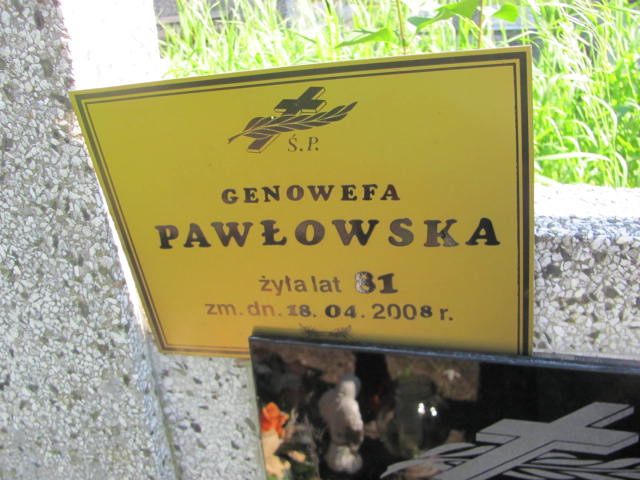 Ś.P.
GENOWEFA
PAWŁOWSKA
żyła lat 81
zm. dn. 18. 04. 2008 r.